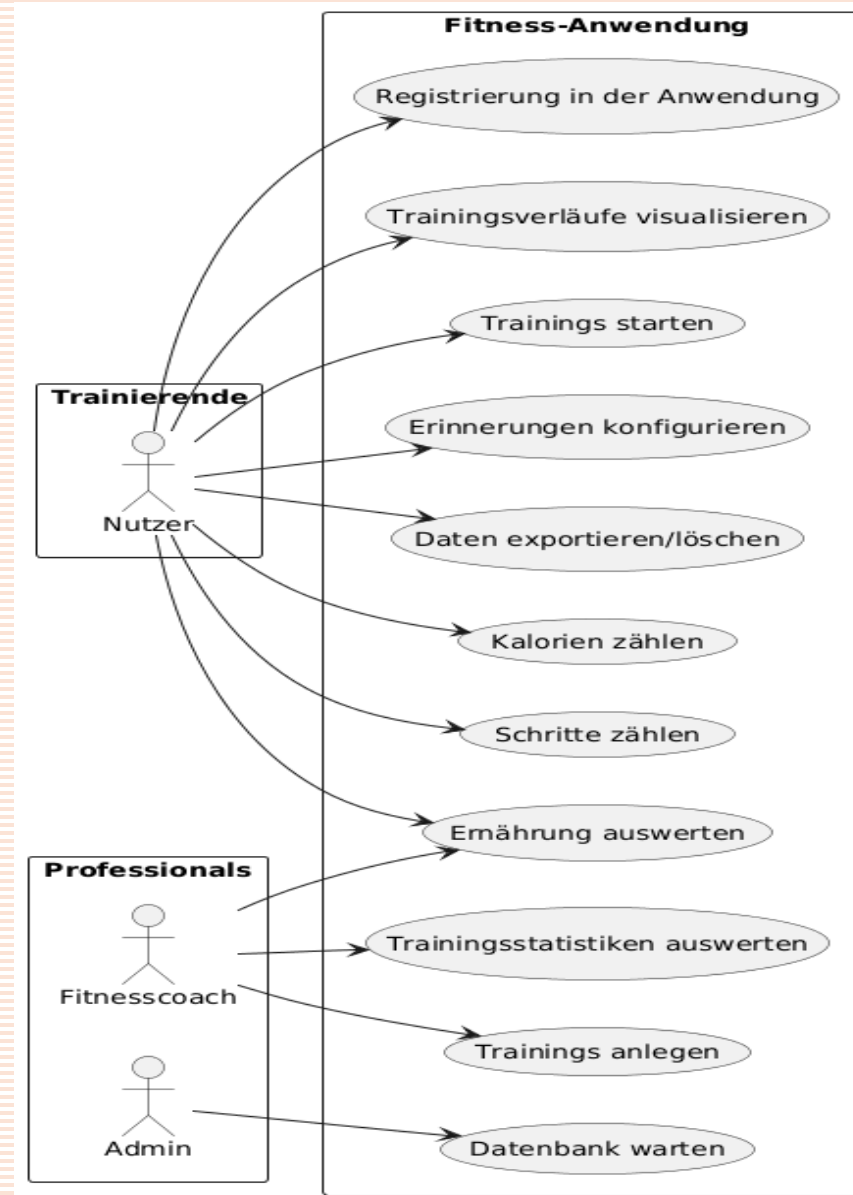 Fitness-Anwendung
Registrierung in der Anwendung
Trainingsverläufe visualisieren
Trainings starten
Trainierende
Erinnerungen konfigurieren
Nutzer
Daten exportieren/löschen
Kalorien zählen
Schritte zählen
Ernährung auswerten
Professionals
Trainingsstatistiken auswerten
Fitnesscoach
Trainings anlegen
Admin
Datenbank warten